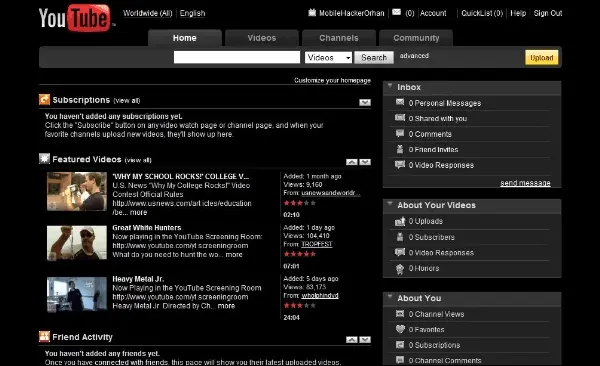 YouTube
Worldwide (All) | English
MobileHackerOrhan
(0) Account
QuickList (0) | Help | Sign Out
Home
Videos
Channels
Community
Videos
Search
advanced
Upload
Customize your homepage
Subscriptions (view all)
You haven't added any subscriptions yet.
Click the "Subscribe" button on any video watch page or channel page, and when your
favorite channels upload new videos, they'll show up here.
Featured Videos (view all)
"WHY MY SCHOOL ROCKS!' COLLEGE V...
U.S. News "Why My College Rocks!" Video
Contest Official Rules
http://www.usnews.com/articles/education
/be... more
Added: 1 month ago
Views: 9,160
From: usnewsandworldr...
02:10
Great White Hunters
Now playing in the YouTube Screening Room:
http://www.youtube.com/ytscreeningroom
What do you need to hunt the wo... more
Added: 1 day ago
Views: 104,410
From: TROPFEST
07:01
Heavy Metal Jr.
Now Playing in the YouTube Screening Room
http://www.youtube.com/ytscreeningroom
Heavy Metal Jr. Directed by Ch... more
Added: 5 days ago
Views: 83,173
From: wholphindvd
24:04
Friend Activity
You haven't added any friends yet.
Once you have connected with friends, this page will show you their latest uploaded videos,
Inbox
0 Personal Messages
0 Shared with you
0 Comments
0 Friend Invites
0 Video Responses
send message
About Your Videos
0 Uploads
0 Subscribers
0 Video Responses
0 Honors
About You
0 Channel Views
0 Favorites
0 Subscriptions
0 Channel Comments